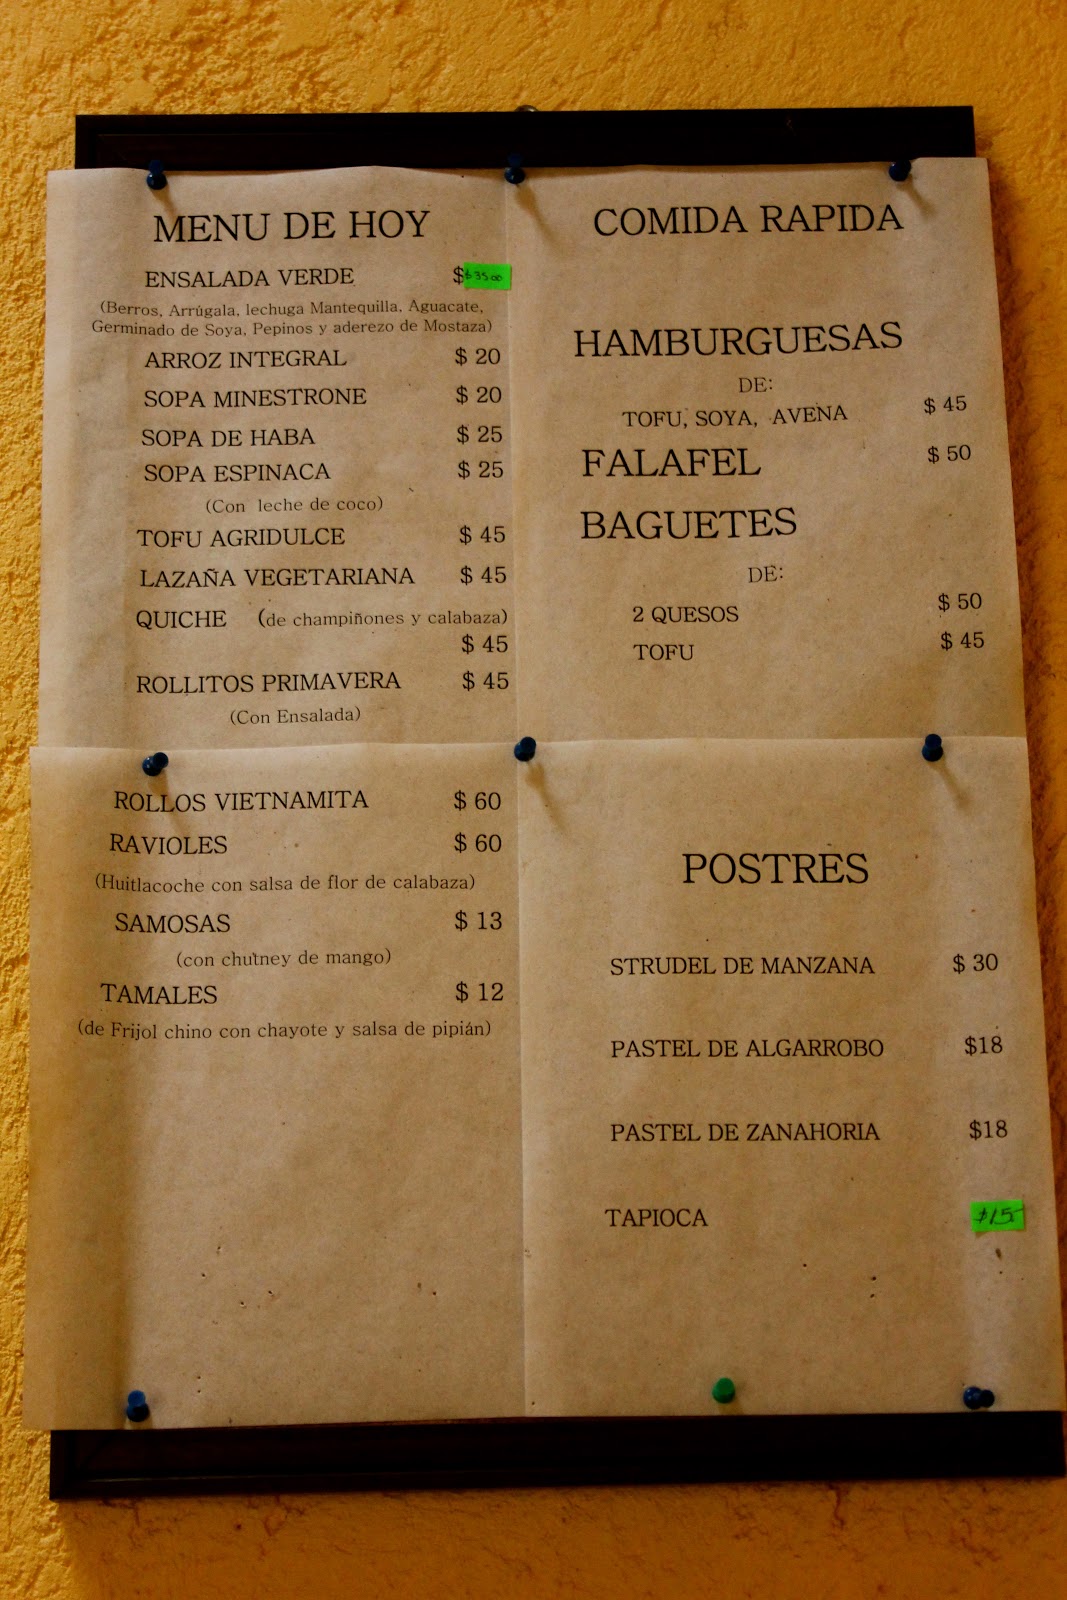 MENU DE HOY
ENSALADA VERDE $ $35.00
(Berros, Arrúgala, lechuga Mantequilla, Aguacate,
Germinado de Soya, Pepinos y aderezo de Mostaza)
ARROZ INTEGRAL $ 20
SOPA MINESTRONE $ 20
SOPA DE HABA $ 25
SOPA ESPINACA $ 25
(Con leche de coco)
TOFU AGRIDULCE $ 45
LAZAÑA VEGETARIANA $ 45
QUICHE (de champiñones y calabaza)
$ 45
ROLLITOS PRIMAVERA $ 45
(Con Ensalada)
ROLLOS VIETNAMITA $ 60
RAVIOLES $ 60
(Huitlacoche con salsa de flor de calabaza)
SAMOSAS $ 13
(con chutney de mango)
TAMALES $ 12
(de Frijol chino con chayote y salsa de pipián)
COMIDA RAPIDA
HAMBURGUESAS
DE:
TOFU, SOYA, AVENA $ 45
FALAFEL $ 50
BAGUETES
DE:
2 QUESOS $ 50
TOFU $ 45
POSTRES
STRUDEL DE MANZANA $ 30
PASTEL DE ALGARROBO $18
PASTEL DE ZANAHORIA $18
TAPIOCA $15-